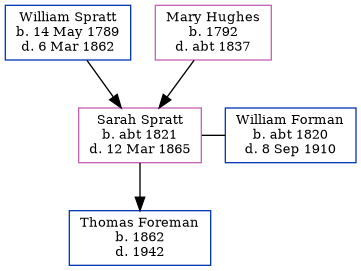 William Spratt
b. 14 May 1789
d. 6 Mar 1862
Mary Hughes
b. 1792
d. abt 1837
Sarah Spratt
b. abt 1821
d. 12 Mar 1865
William Forman
b. abt 1820
d. 8 Sep 1910
Thomas Foreman
b. 1862
d. 1942